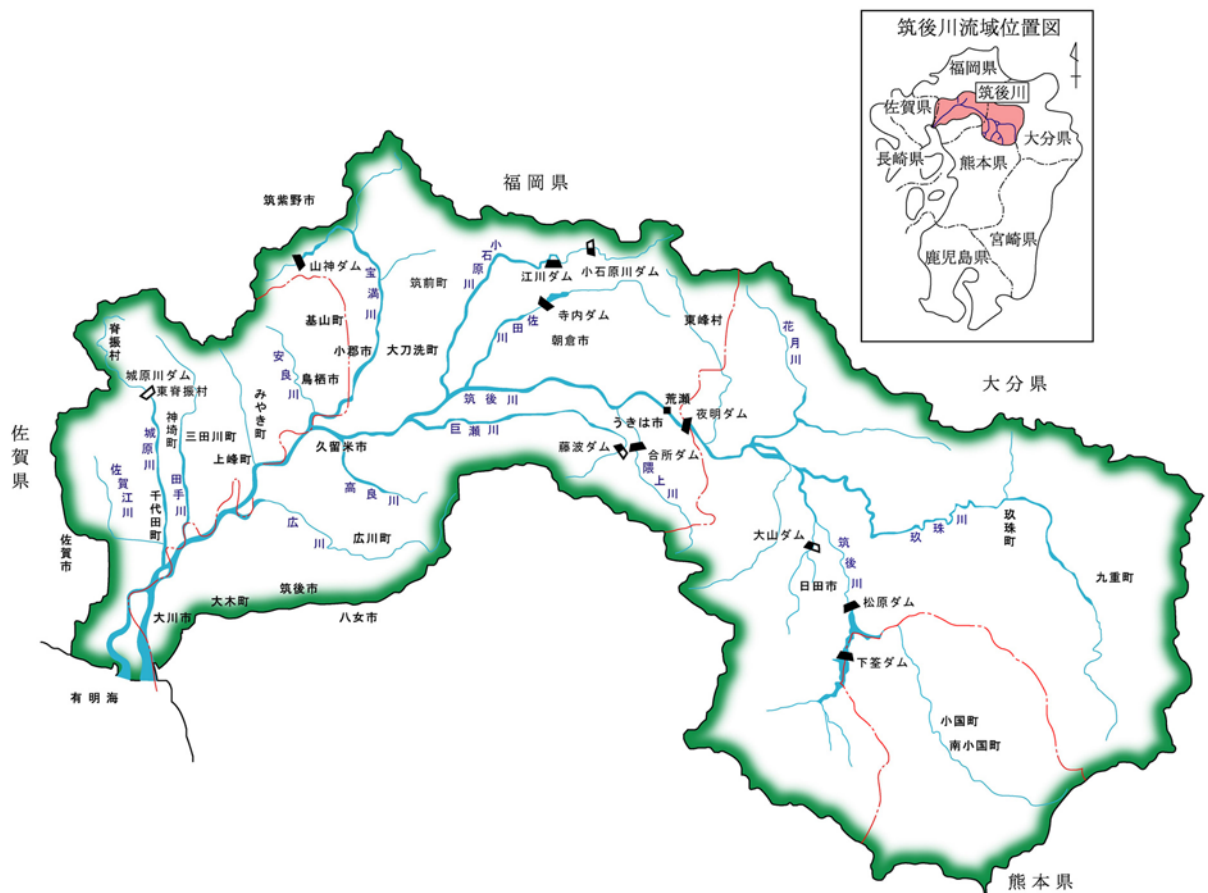 筑後川流域位置図
福岡県
筑後川
佐賀県
大分県
長崎県
熊本県
宮崎県
鹿児島県
福岡県
筑紫野市
山神ダム
宝満川
筑前町
小石原川
江川ダム
小石原川ダム
基山町
寺内ダム
佐田川
朝倉市
東峰村
花月川
脊振村
安良川
小郡市
大刀洗町
城原川ダム
東脊振村
鳥栖市
大分県
神埼町
みやき町
筑後川
荒瀬
うきは市
夜明ダム
佐賀県
三田川町
城原川
久留米市
巨瀬川
藤波ダム
合所ダム
上峰町
隈上川
佐賀江川
田手川
高良川
千代田町
広川
広川町
玖珠川
玖珠町
佐賀市
大山ダム
筑後川
日田市
九重町
筑後市
大木町
大川市
八女市
松原ダム
下筌ダム
有明海
小国町
南小国町
熊本県